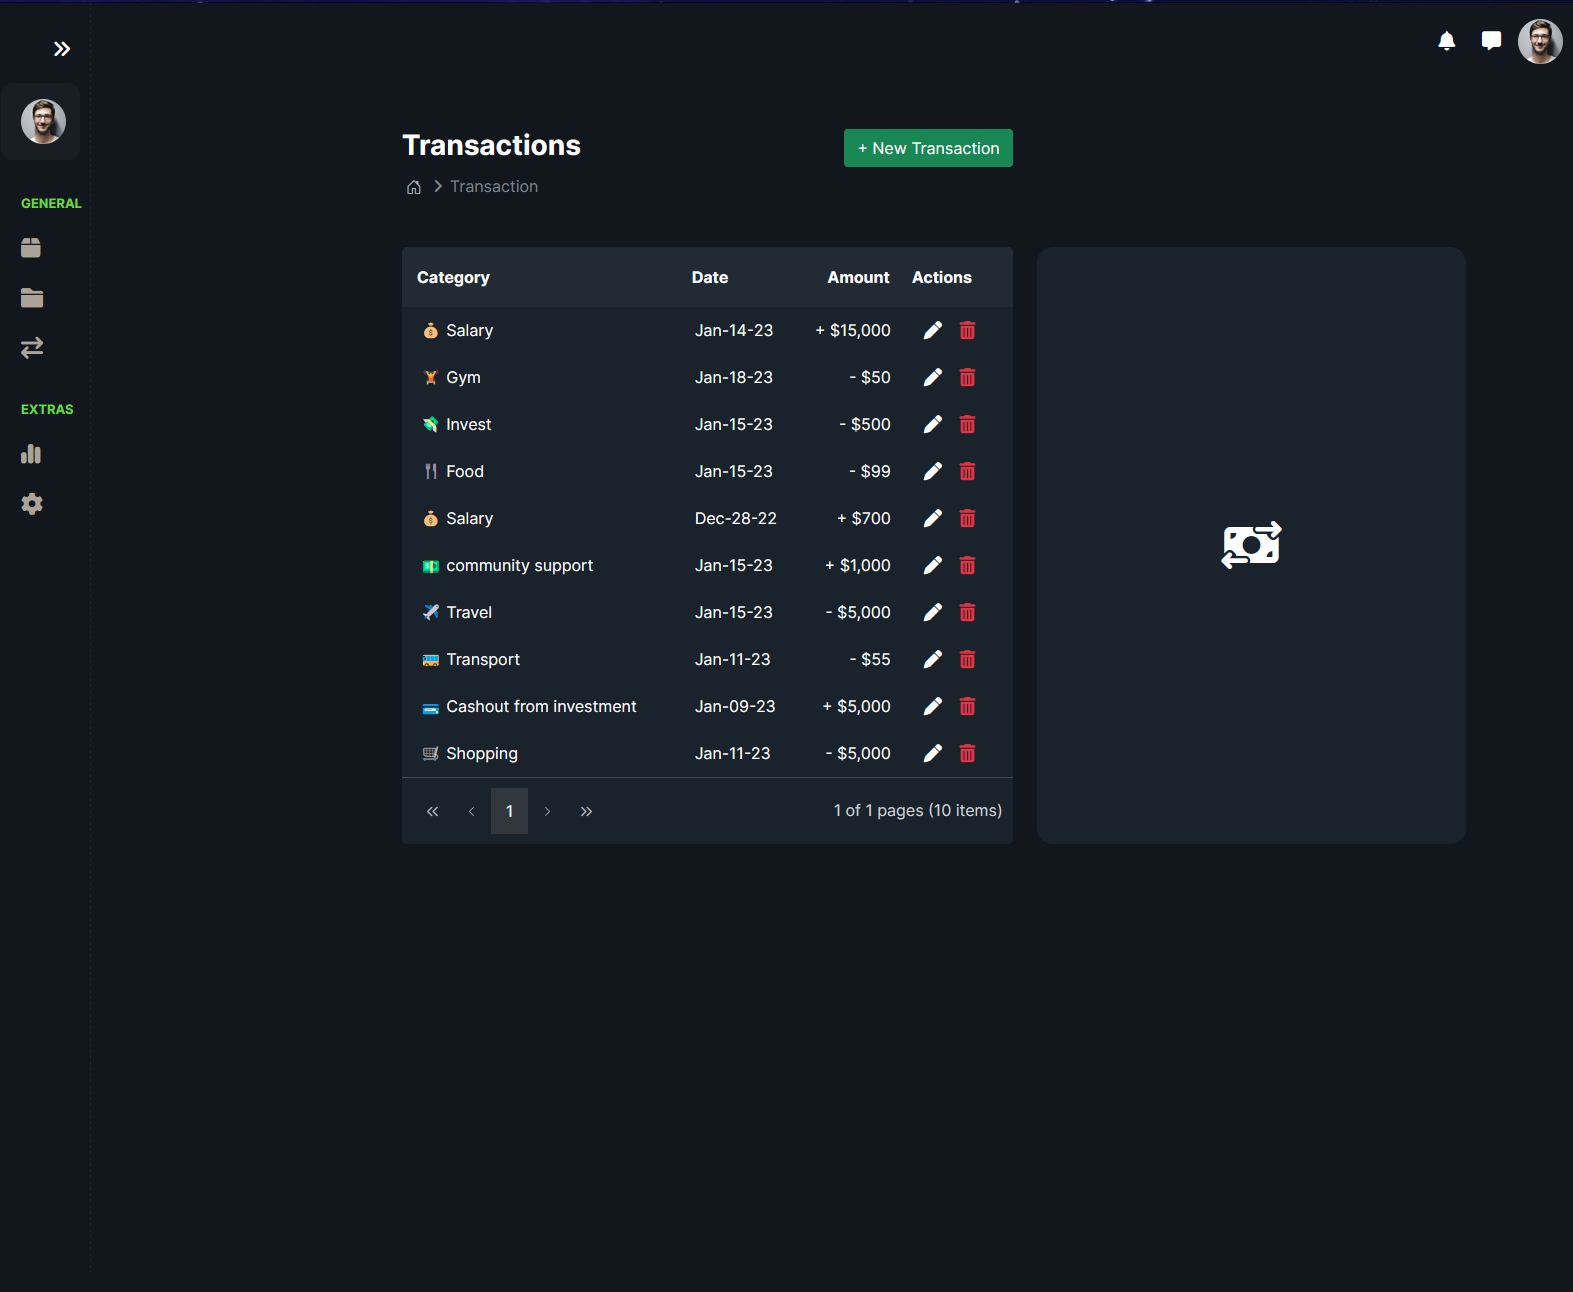 Transactions
+ New Transaction
Transaction
GENERAL
EXTRAS
Category Date Amount Actions
Salary Jan-14-23 + $15,000
Gym Jan-18-23 - $50
Invest Jan-15-23 - $500
Food Jan-15-23 - $99
Salary Dec-28-22 + $700
community support Jan-15-23 + $1,000
Travel Jan-15-23 - $5,000
Transport Jan-11-23 - $55
Cashout from investment Jan-09-23 + $5,000
Shopping Jan-11-23 - $5,000
1 1 of 1 pages (10 items)